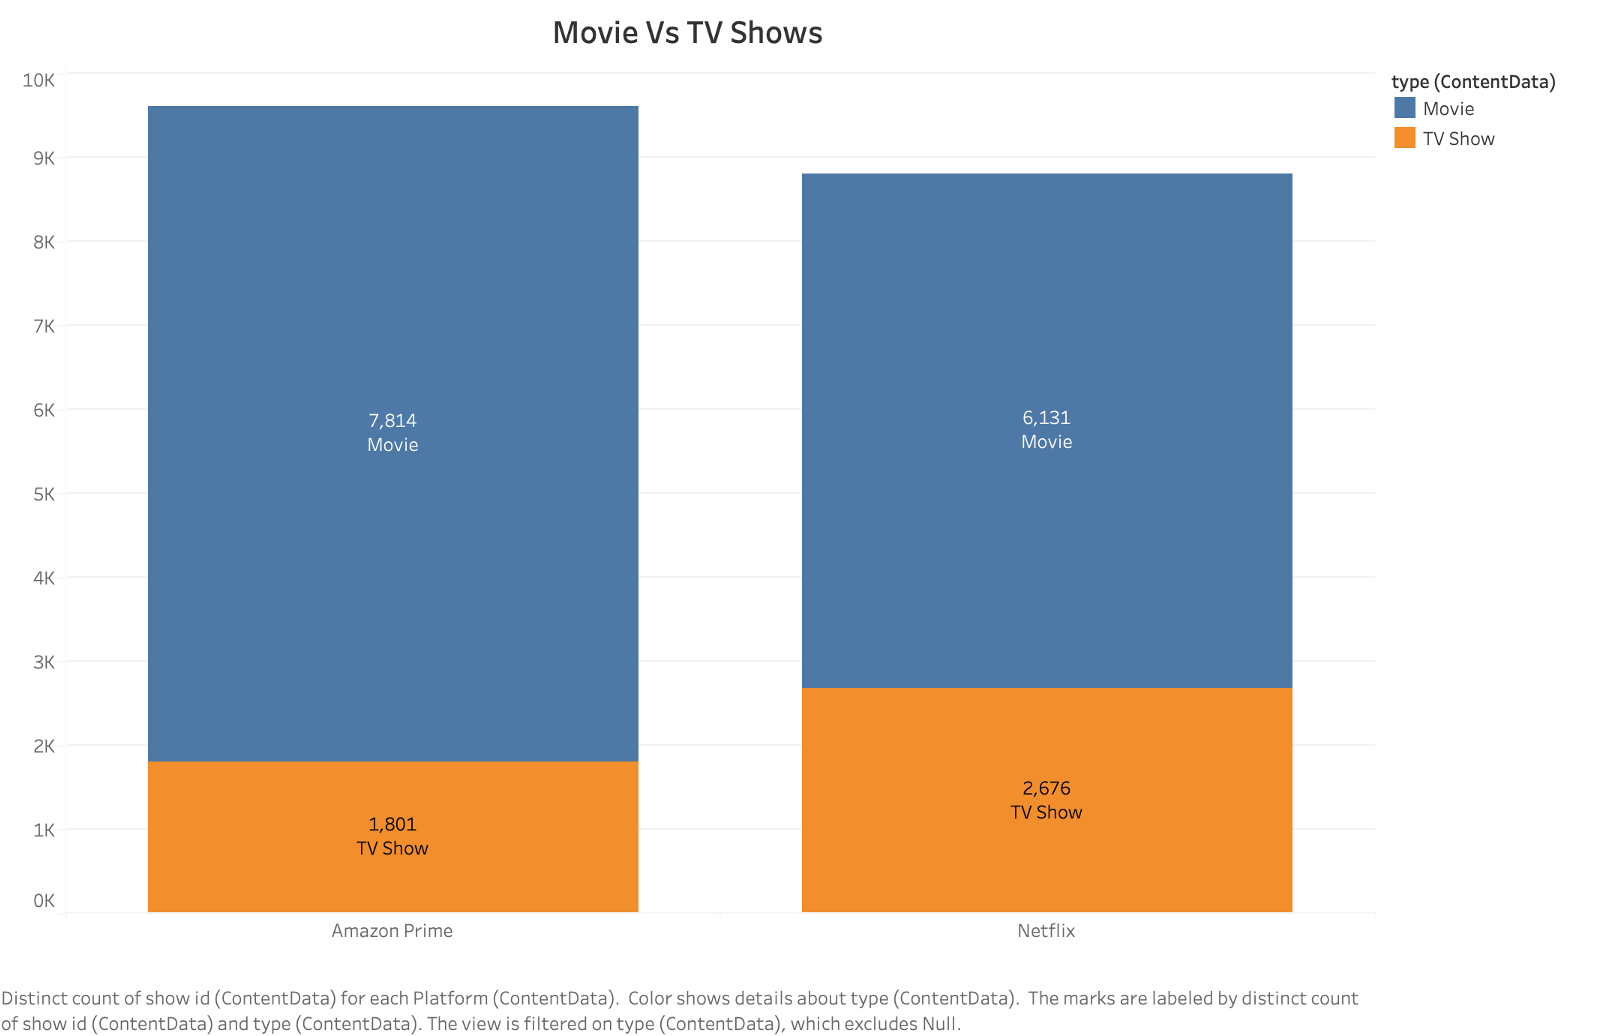 Movie Vs TV Shows
10K
9K
8K
7K
6K
5K
4K
3K
2K
1K
0K
7,814
Movie
1,801
TV Show
6,131
Movie
2,676
TV Show
Amazon Prime
Netflix
type (ContentData)
Movie
TV Show
Distinct count of show id (ContentData) for each Platform (ContentData).  Color shows details about type (ContentData).  The marks are labeled by distinct count
of show id (ContentData) and type (ContentData). The view is filtered on type (ContentData), which excludes Null.